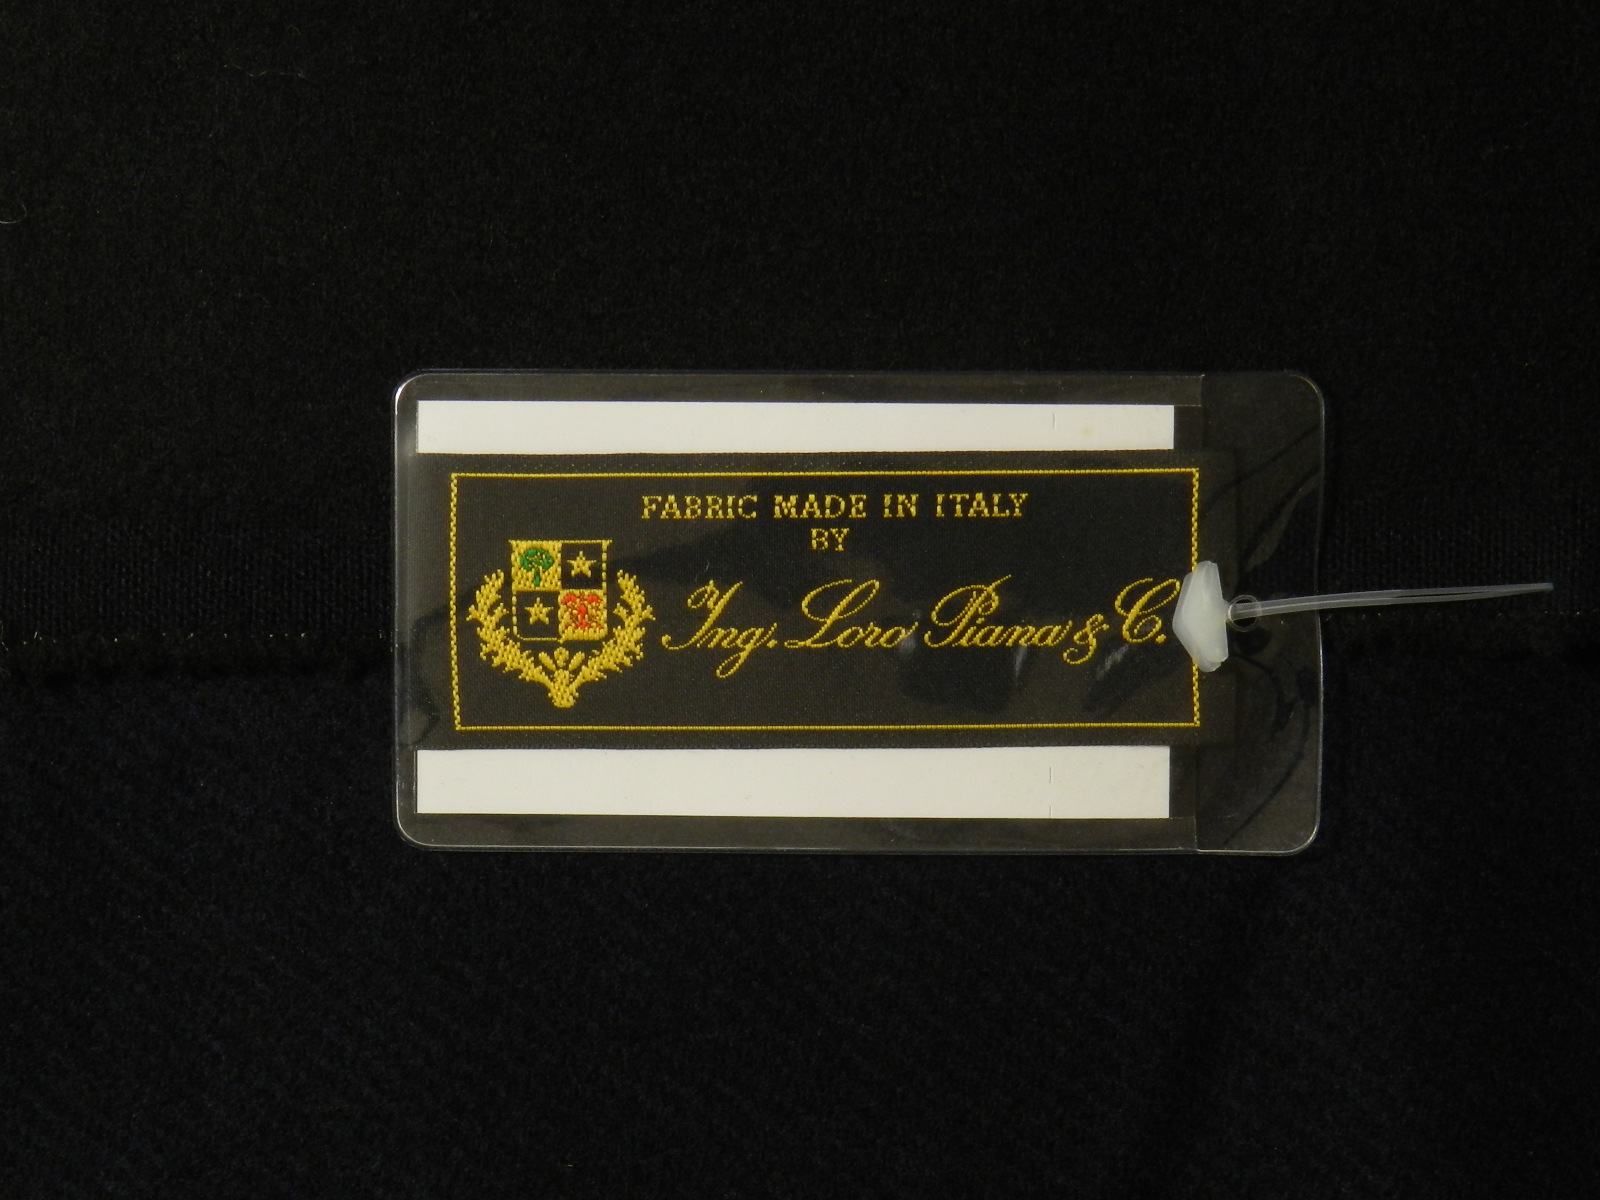 FABRIC MADE IN ITALY
BY
Ing. Loro Piana & C.